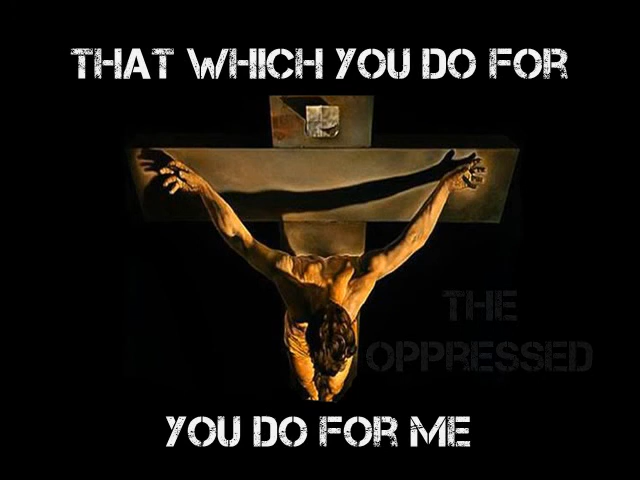 THAT WHICH YOU DO FOR
THE
OPPRESSED
YOU DO FOR ME